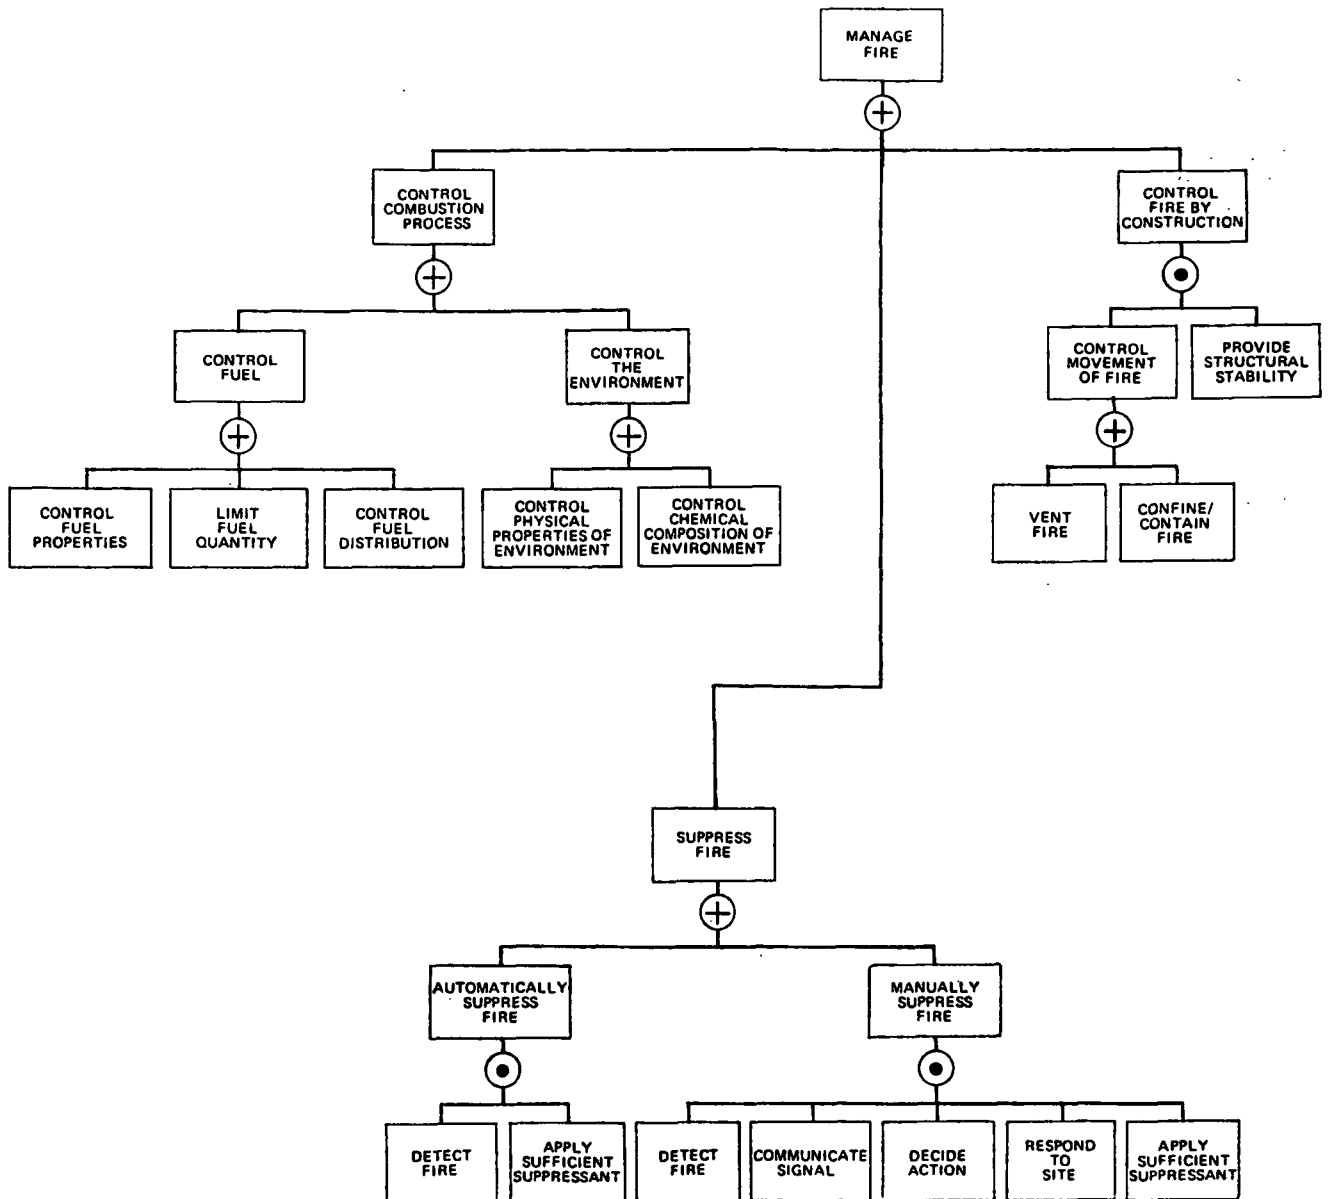 MANAGE
FIRE
CONTROL
COMBUSTION
PROCESS
CONTROL
FIRE BY
CONSTRUCTION
CONTROL
FUEL
CONTROL
THE
ENVIRONMENT
CONTROL
MOVEMENT
OF FIRE
PROVIDE
STRUCTURAL
STABILITY
CONTROL
FUEL
PROPERTIES
LIMIT
FUEL
QUANTITY
CONTROL
FUEL
DISTRIBUTION
CONTROL
PHYSICAL
PROPERTIES OF
ENVIRONMENT
CONTROL
CHEMICAL
COMPOSITION OF
ENVIRONMENT
VENT
FIRE
CONFINE/
CONTAIN
FIRE
SUPPRESS
FIRE
AUTOMATICALLY
SUPPRESS
FIRE
MANUALLY
SUPPRESS
FIRE
DETECT
FIRE
APPLY
SUFFICIENT
SUPPRESSANT
DETECT
FIRE
COMMUNICATE
SIGNAL
DECIDE
ACTION
RESPOND
TO
SITE
APPLY
SUFFICIENT
SUPPRESSANT